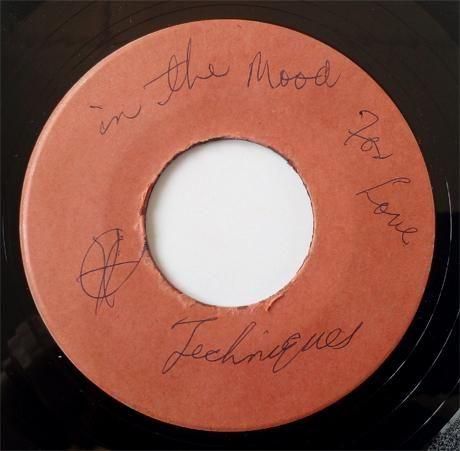 in the Mood
For Love
Techniques